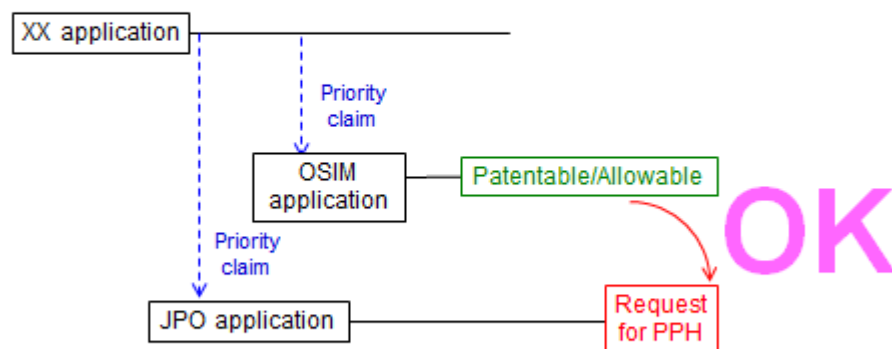 XX application
Priority
claim
OSIM
application
Patentable/Allowable
OK
Priority
claim
JPO application
Request
for PPH